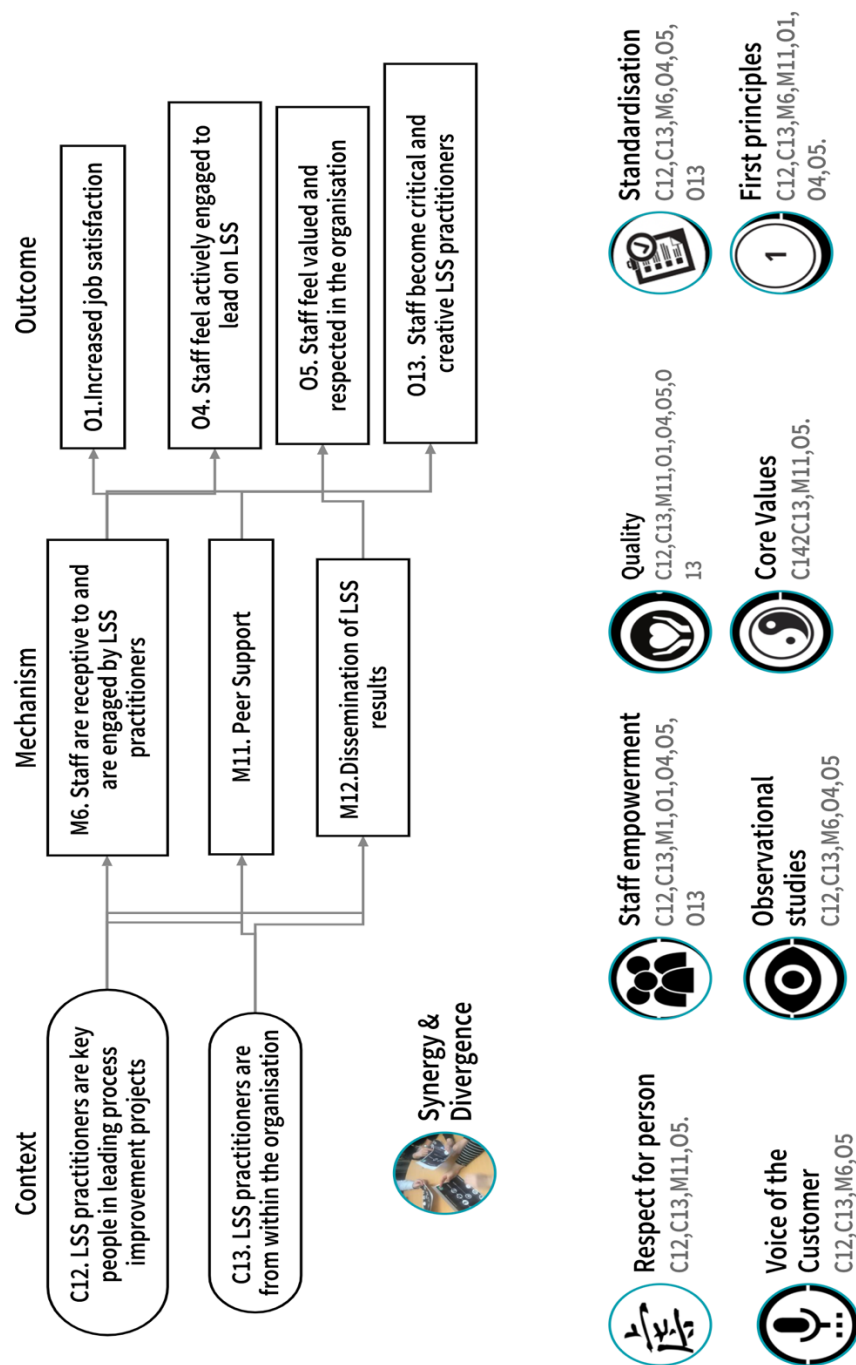 Context
Mechanism
Outcome
C12. LSS practitioners are key
people in leading process
improvement projects
C13. LSS practitioners are
from within the organisation
M6. Staff are receptive to and
are engaged by LSS
practitioners
M11. Peer Support
M12.Dissemination of LSS
results
O1.Increased job satisfaction
O4. Staff feel actively engaged to
lead on LSS
O5. Staff feel valued and
respected in the organisation
O13. Staff become critical and
creative LSS practitioners
Synergy &
Divergence
Respect for person
C12,C13,M11,O5.
Staff empowerment
C12,C13,M1,O1,O4,O5,
O13
Quality
C12,C13,M11,O1,O4,O5,O
13
Standardisation
C12,C13,M6,O4,O5,
O13
Voice of the
Customer
C12,C13,M6,O5
Observational
studies
C12,C13,M6,O4,O5
Core Values
C142C13,M11,O5.
1
First principles
C12,C13,M6,M11,O1,
O4,O5.